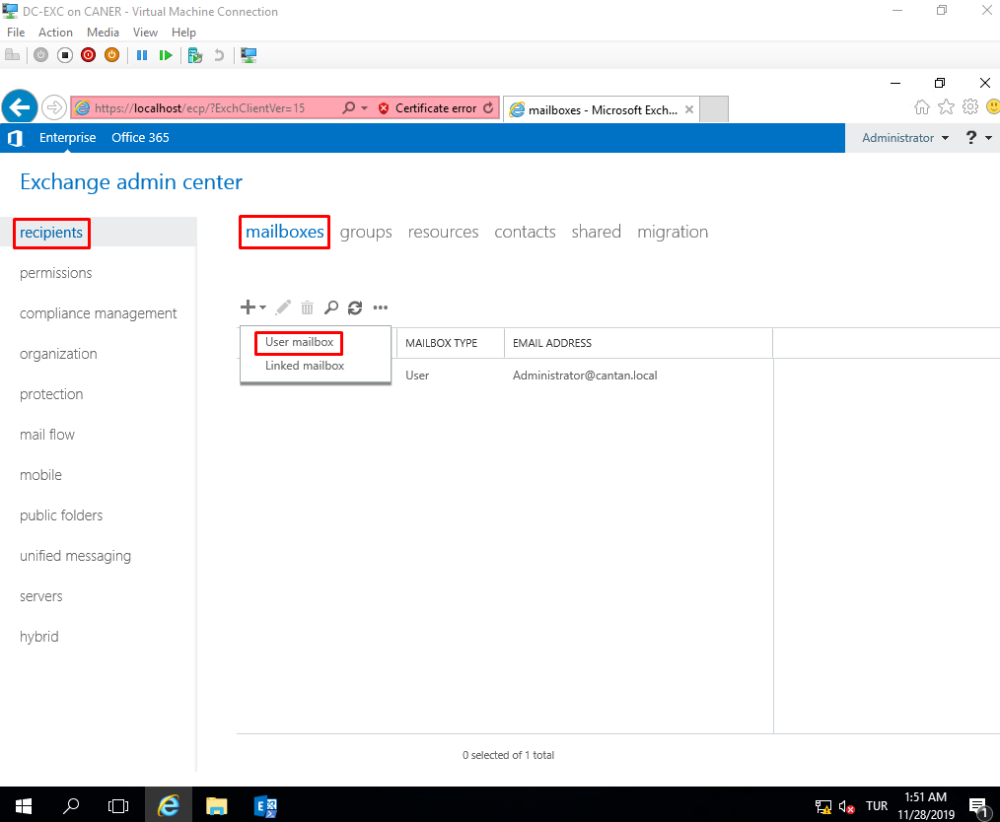 DC-EXC on CANER - Virtual Machine Connection
File Action Media View Help
https://localhost/ecp/?ExchClientVer=15 Certificate error mailboxes - Microsoft Exch...
Enterprise Office 365 Administrator ?
Exchange admin center
recipients mailboxes groups resources contacts shared migration
permissions
compliance management
User mailbox MAILBOX TYPE EMAIL ADDRESS
organization
Linked mailbox
User Administrator@cantan.local
protection
mail flow
mobile
public folders
unified messaging
servers
hybrid
0 selected of 1 total
TUR 1:51 AM
11/28/2019 1